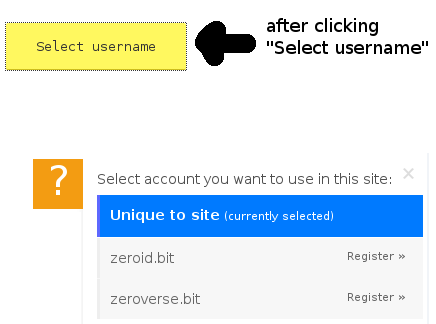 Select username
after clicking
"Select username"
?
Select account you want to use in this site: ×
Unique to site (currently selected)
zeroid.bit Register »
zeroverse.bit Register »